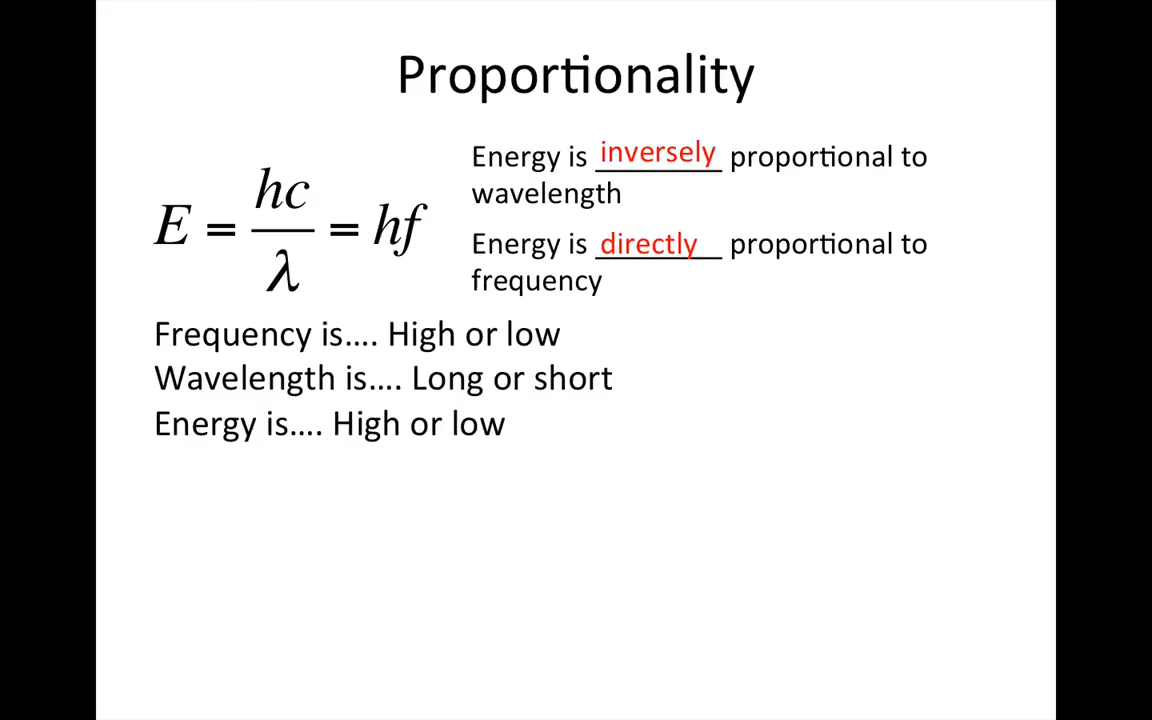 Proportionality
E = hc/λ = hf
Energy is inversely proportional to
wavelength
Energy is directly proportional to
frequency
Frequency is.... High or low
Wavelength is.... Long or short
Energy is.... High or low